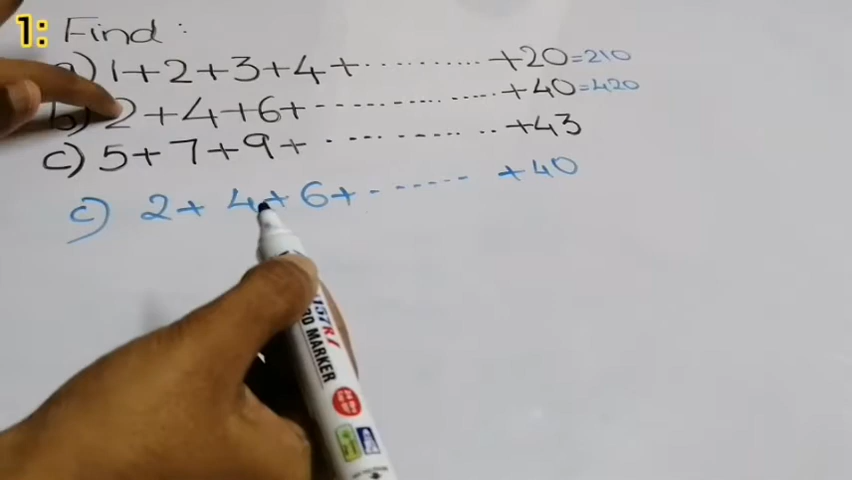 1:
Find :
a) 1+2+3+4+ ............ +20=210
b) 2+4+6+ ............ +40=420
c) 5+7+9+ ............ +43
c) 2+ 4+6+ ------- +40
MARKER